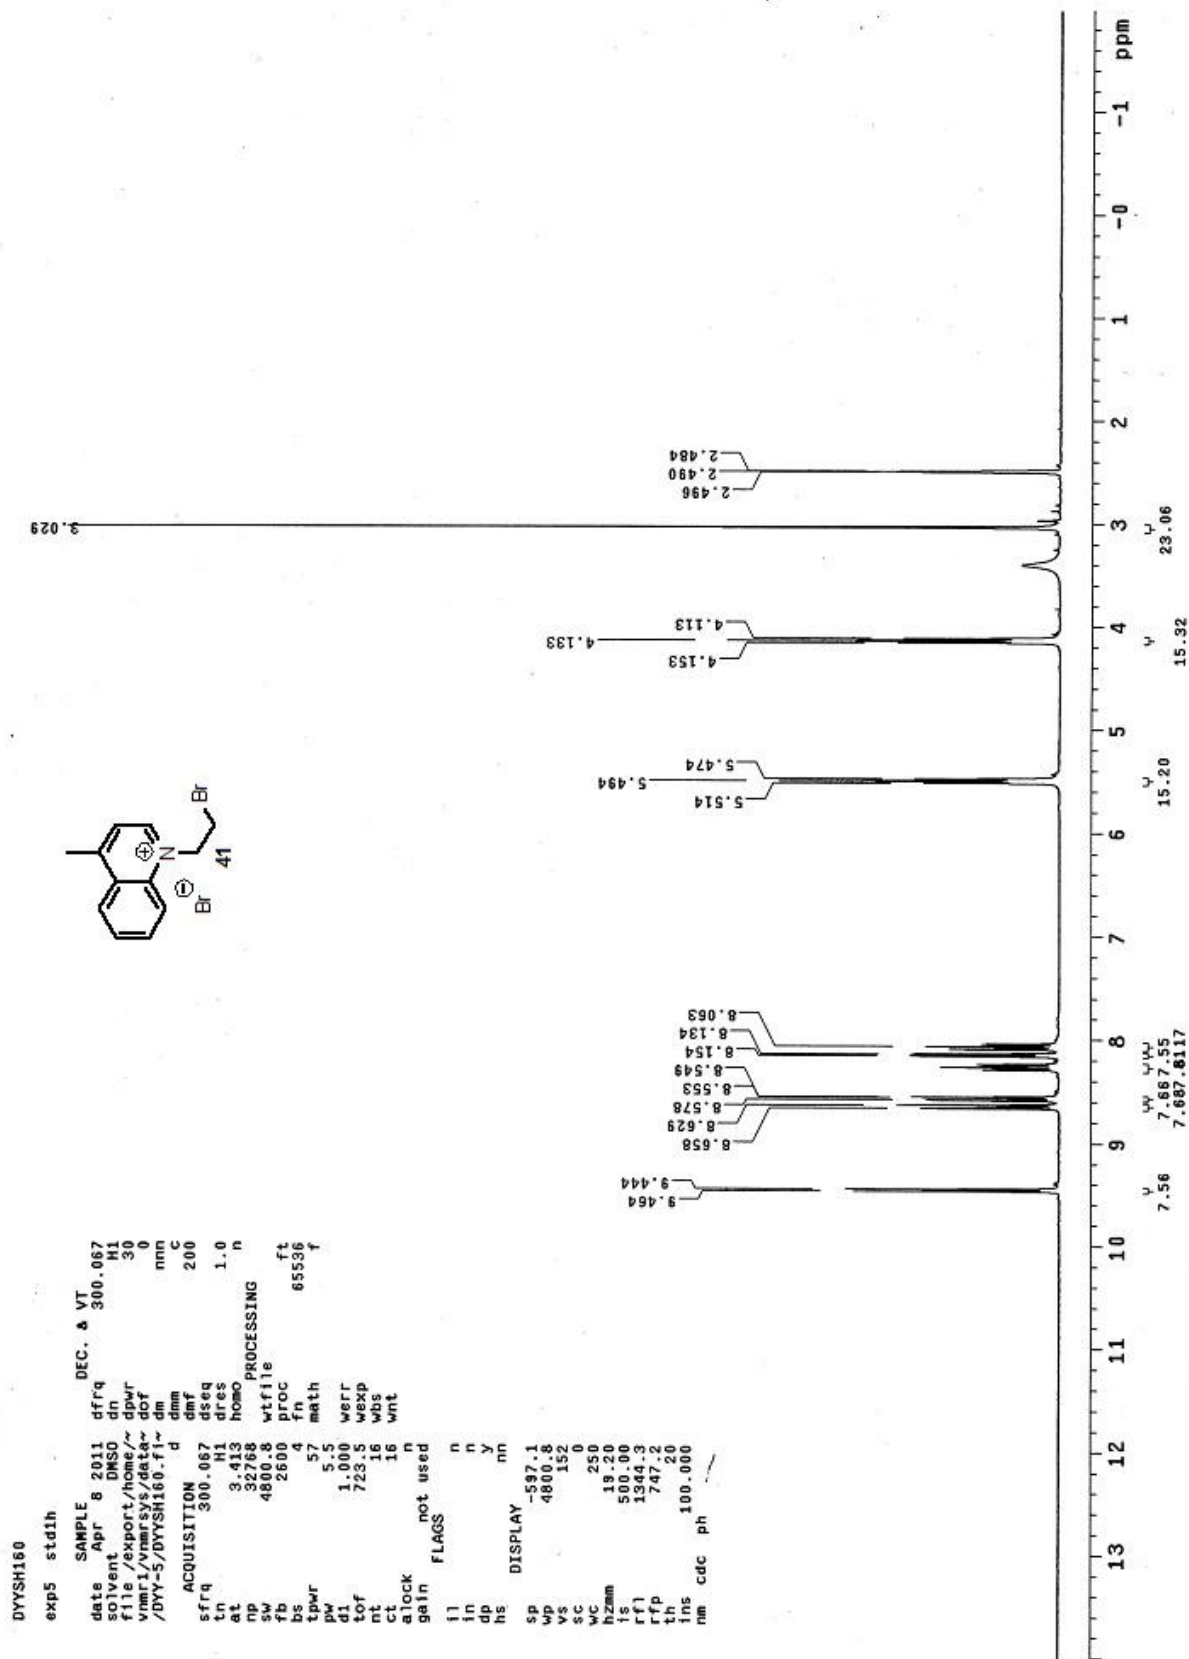 DYYSH160
exp5 std1h
SAMPLE DEC. & VT
date Apr 8 2011 dfrq 300.067
solvent DMSO dn H1
file /export/home/~ dpwr 30
vnmr1/vnmrsys/data~ dof 0
/DYY-5/DYYSH160.fi~ dm nnn
d dmm c
ACQUISITION dmf 200
sfrq 300.067 dseq
tn H1 dres 1.0
at 3.413 homo n
np 32768 PROCESSING
sw 4800.8 wtfile
fb 2600 proc ft
bs 4 fn 65536
tpwr 57 math f
pw 5.5
d1 1.000 werr
tof 723.5 wexp
nt 16 wbs
ct 16 wnt
alock n
gain not used
FLAGS
il n
in n
dp y
hs nn
DISPLAY
sp -597.1
wp 4800.8
vs 152
sc 0
wc 250
hzmm 19.20
is 500.00
rfl 1344.3
rfp 747.2
th 20
ins 100.000
nm cdc ph
N
Br
Br
41
9.464
9.444
8.658
8.629
8.578
8.553
8.549
8.154
8.134
8.063
5.514
5.494
5.474
4.153
4.133
4.113
3.029
2.496
2.490
2.484
13 12 11 10 9 8 7 6 5 4 3 2 1 -0 -1 ppm
7.56 7.667.55 15.20 15.32 23.06
7.687.8117